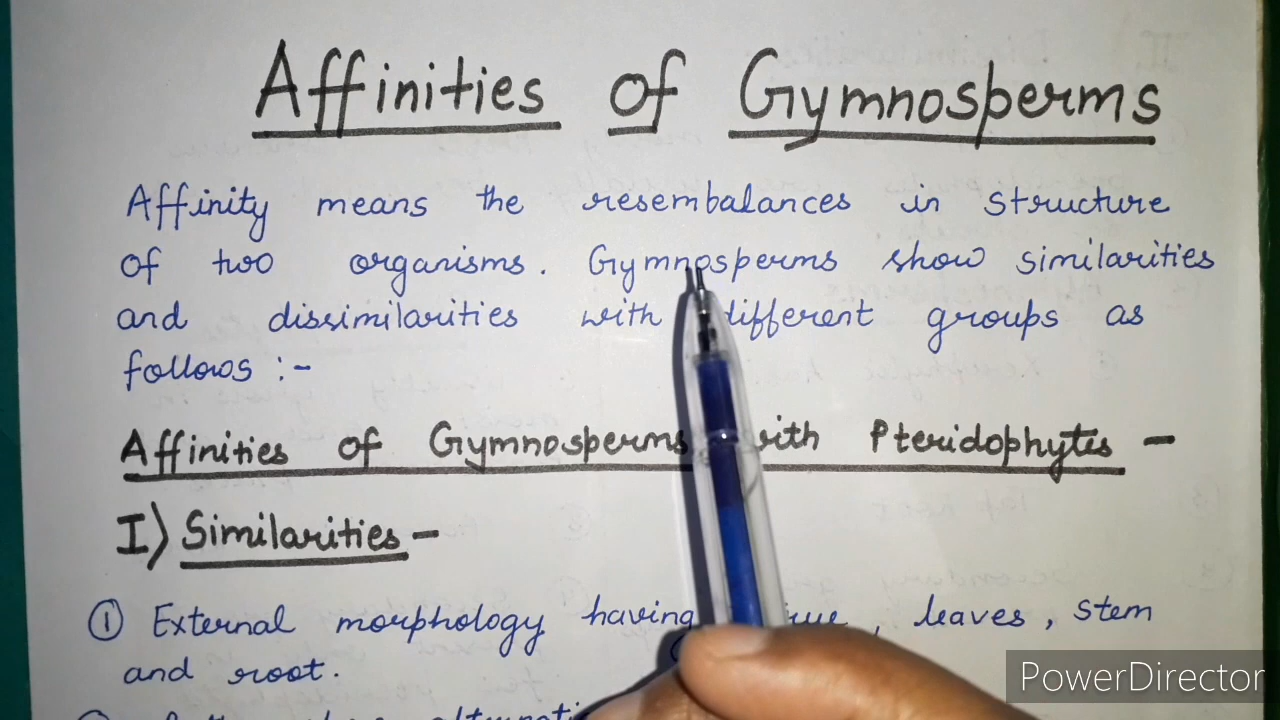 Affinities of Gymnosperms
Affinity means the resembalances in structure
of two organisms. Gymnosperms show similarities
and dissimilarities with different groups as
follows :-
Affinities of Gymnosperms with Pteridophytes -
I) Similarities -
① External morphology having , leaves, stem
and root.
PowerDirector